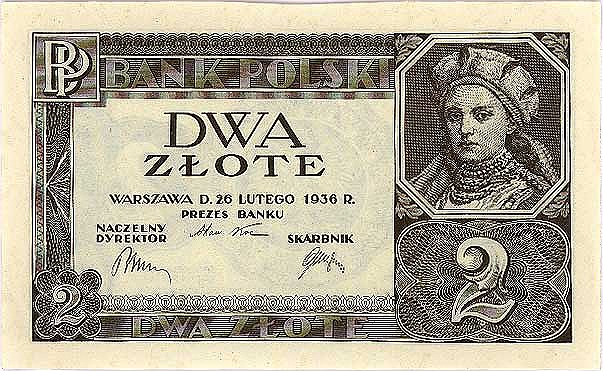 BP BANK POLSKI
DWA
ZŁOTE
WARSZAWA D. 26 LUTEGO 1936 R.
PREZES BANKU
NACZELNY
DYREKTOR
SKARBNIK
2
2
DWA ZŁOTE